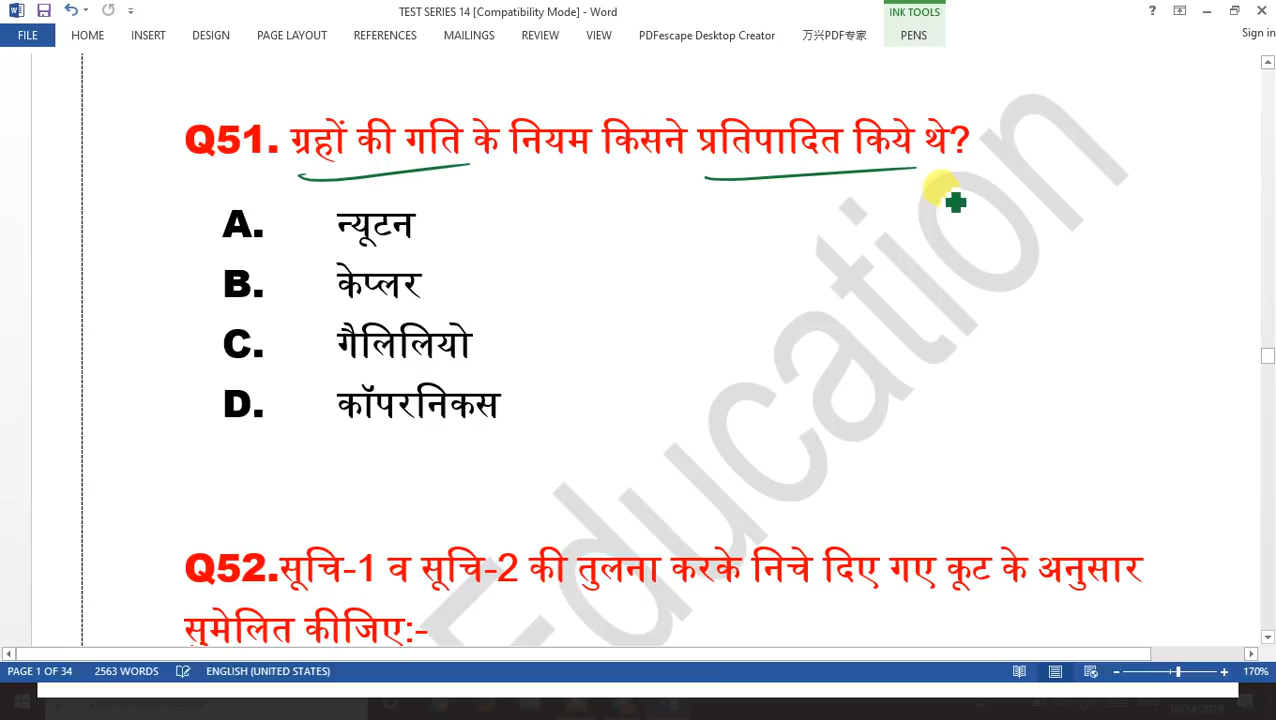 TEST SERIES 14 [Compatibility Mode] - Word
INK TOOLS
FILE HOME INSERT DESIGN PAGE LAYOUT REFERENCES MAILINGS REVIEW VIEW PDFescape Desktop Creator 万兴PDF专家 PENS Sign in
Q51. ग्रहों की गति के नियम किसने प्रतिपादित किये थे?
A. न्यूटन
B. केप्लर
C. गैलिलियो
D. कॉपरनिकस
Education
Q52.सूचि-1 व सूचि-2 की तुलना करके निचे दिए गए कूट के अनुसार
सुमेलित कीजिए:-
PAGE 1 OF 34 2563 WORDS ENGLISH (UNITED STATES) 170%
10/14/2019